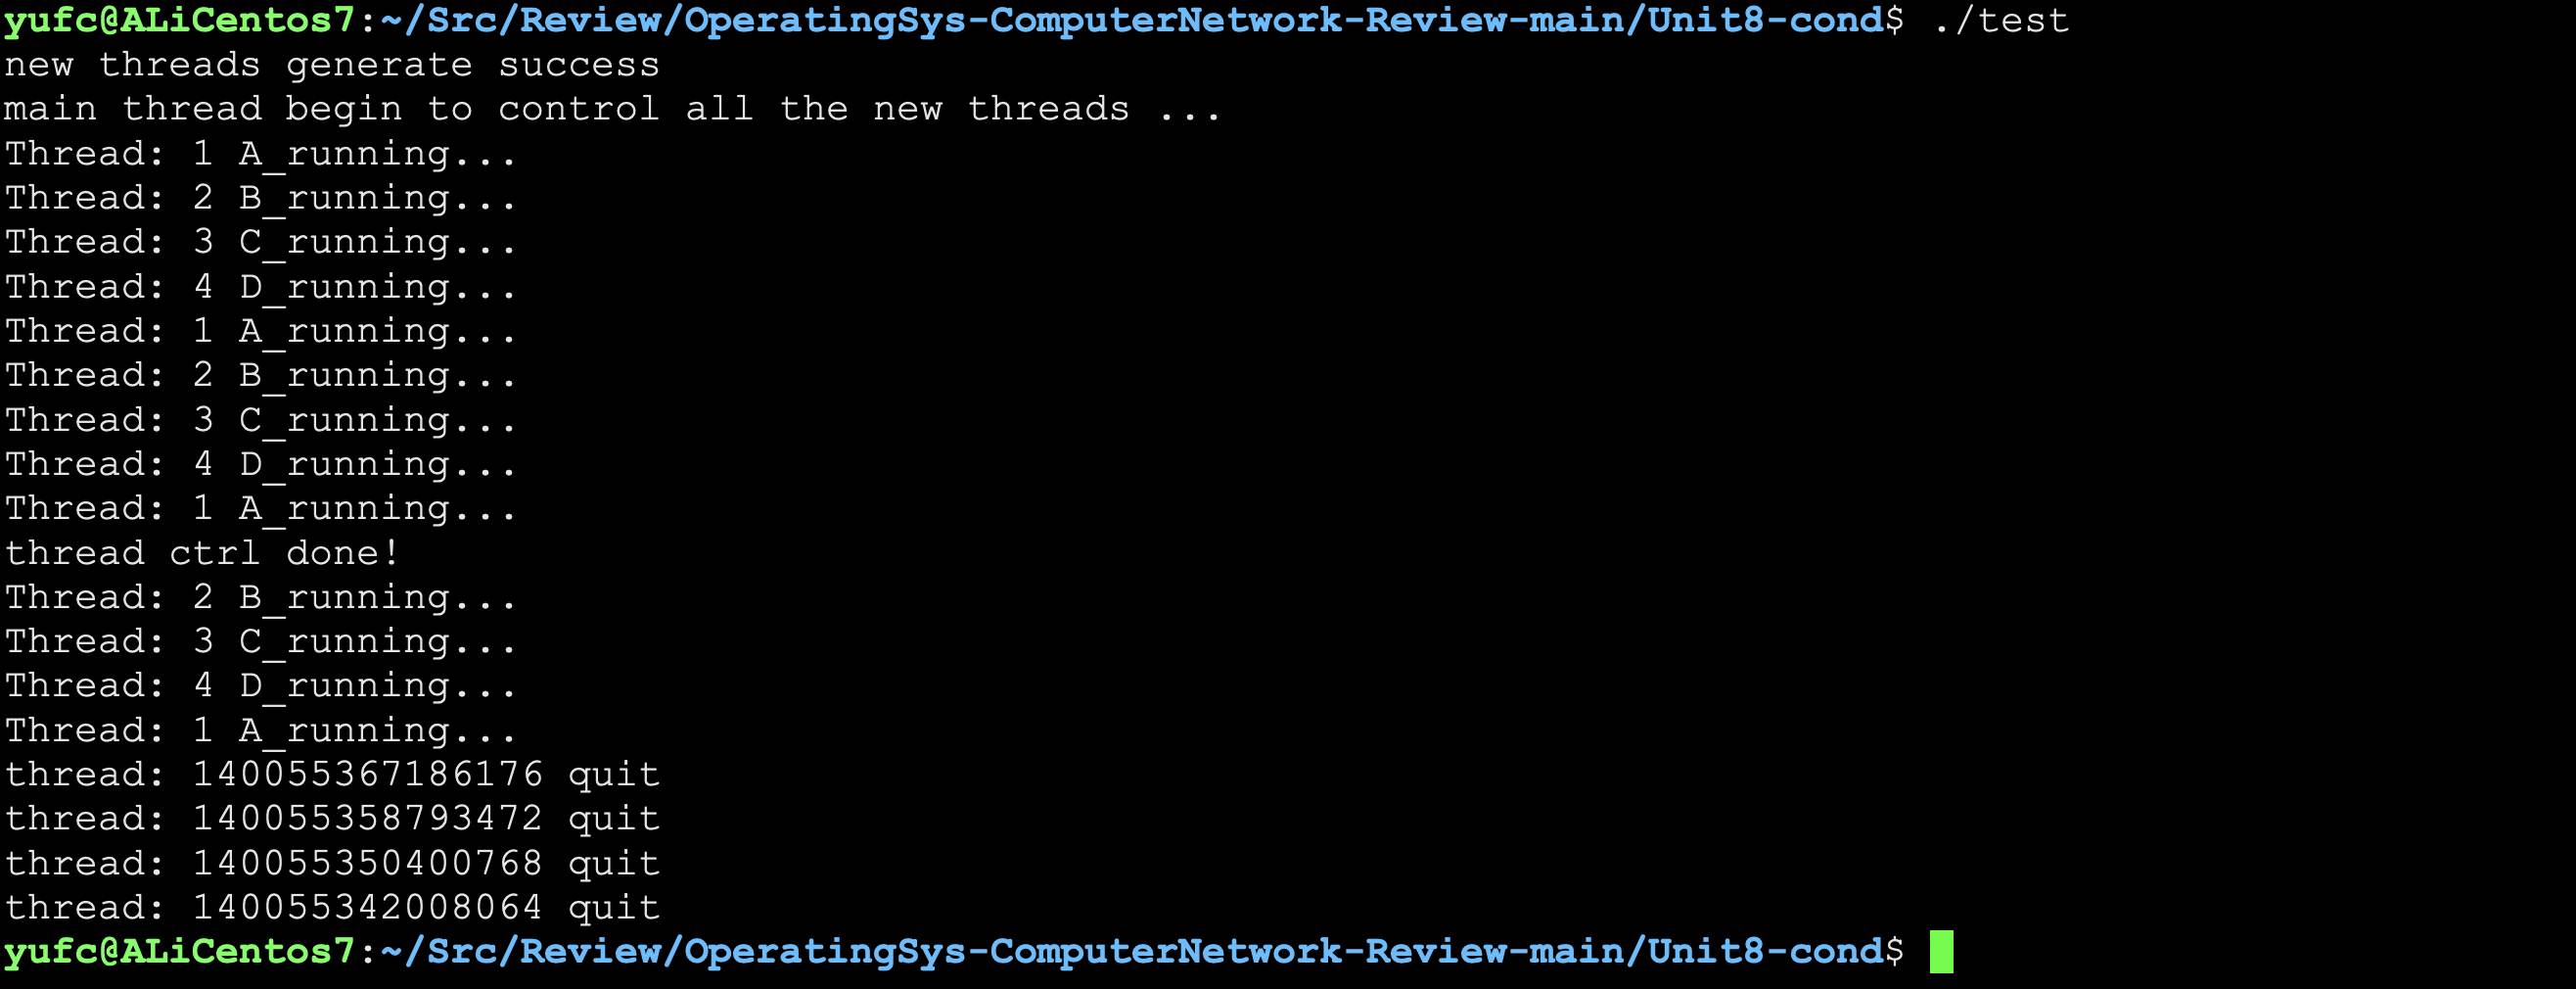 yufc@ALiCentos7:~/Src/Review/OperatingSys-ComputerNetwork-Review-main/Unit8-cond$ ./test
new threads generate success
main thread begin to control all the new threads ...
Thread: 1 A_running...
Thread: 2 B_running...
Thread: 3 C_running...
Thread: 4 D_running...
Thread: 1 A_running...
Thread: 2 B_running...
Thread: 3 C_running...
Thread: 4 D_running...
Thread: 1 A_running...
thread ctrl done!
Thread: 2 B_running...
Thread: 3 C_running...
Thread: 4 D_running...
Thread: 1 A_running...
thread: 140055367186176 quit
thread: 140055358793472 quit
thread: 140055350400768 quit
thread: 140055342008064 quit
yufc@ALiCentos7:~/Src/Review/OperatingSys-ComputerNetwork-Review-main/Unit8-cond$